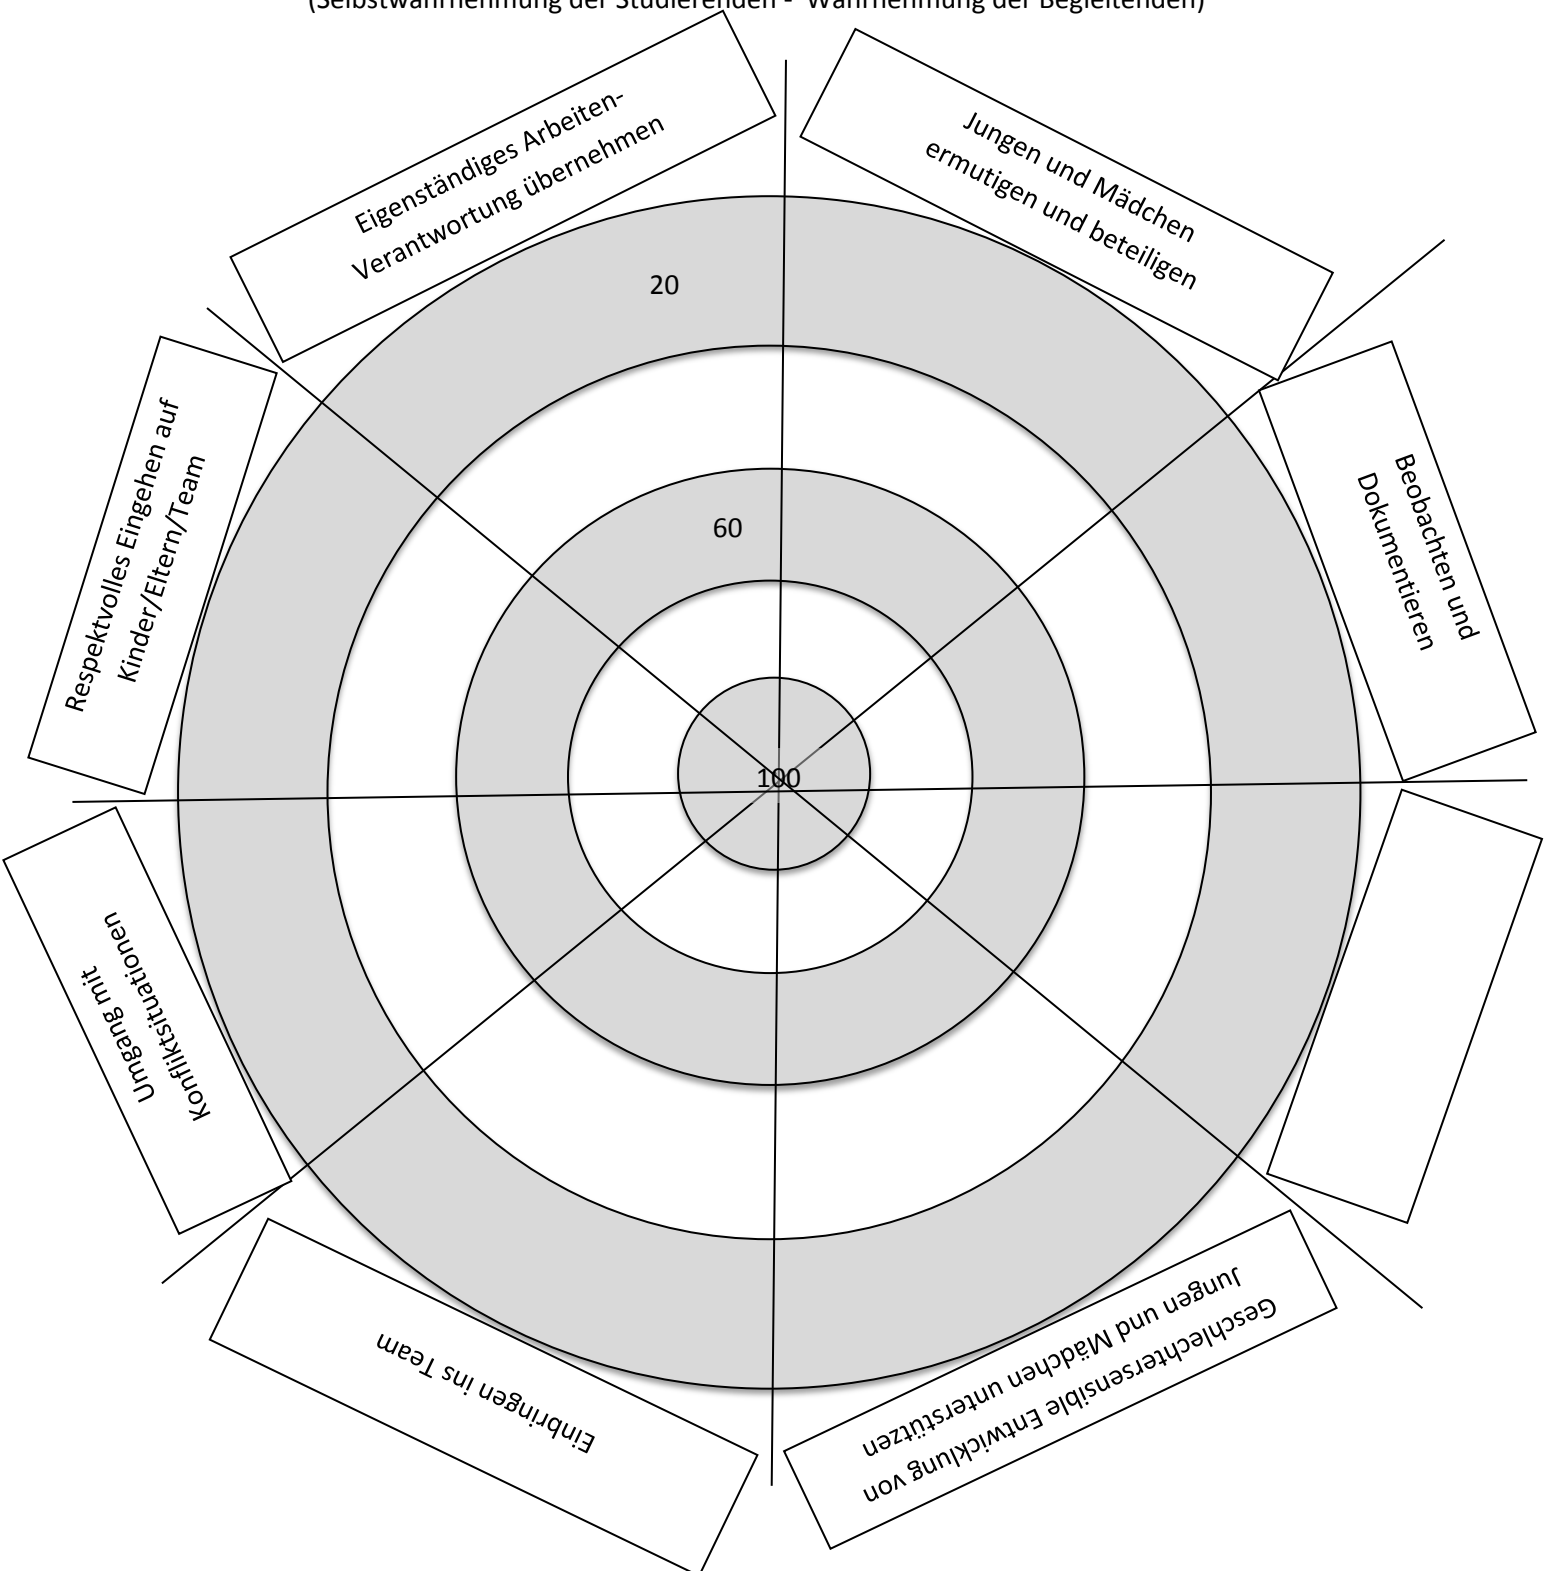 (Selbstwahrnehmung der Studierenden - Wahrnehmung der Begleitenden)
Eigenständiges Arbeiten-
Verantwortung übernehmen
Jungen und Mädchen
ermutigen und beteiligen
20
Respektvolles Eingehen auf
Kinder/Eltern/Team
Beobachten und
Dokumentieren
60
100
Umgang mit
Konfliktsituationen
Einbringen ins Team
Geschlechtersensible Entwicklung von
Jungen und Mädchen unterstützen